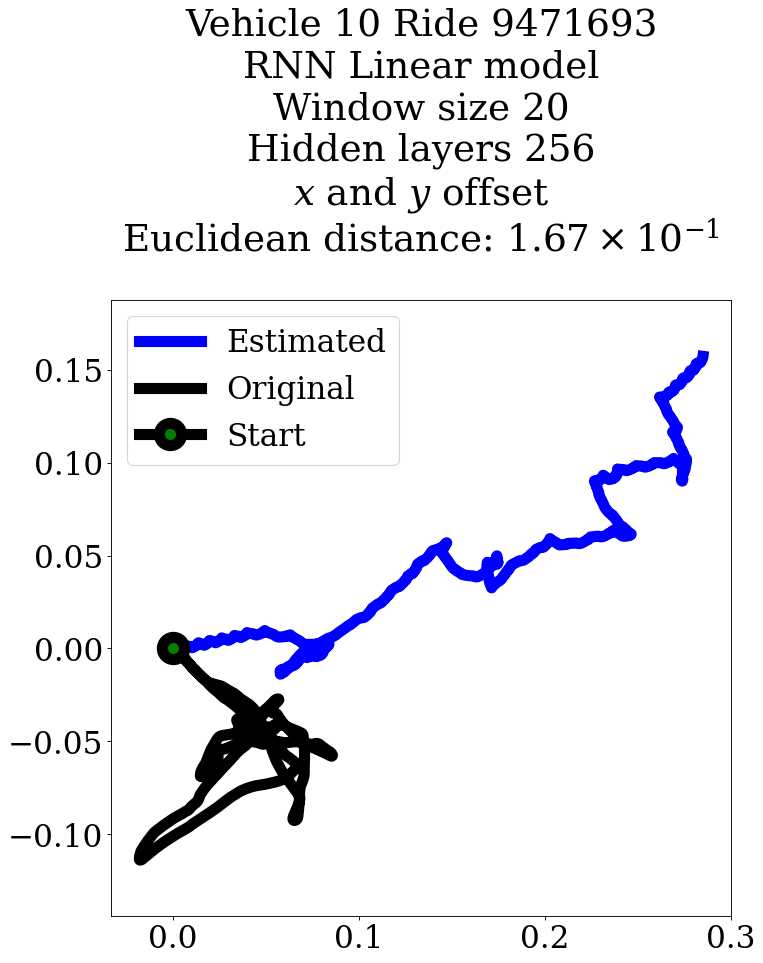 Vehicle 10 Ride 9471693
RNN Linear model
Window size 20
Hidden layers 256
x and y offset
Euclidean distance: 1.67 × 10⁻¹
Estimated
Original
Start
0.15
0.10
0.05
0.00
−0.05
−0.10
0.0 0.1 0.2 0.3